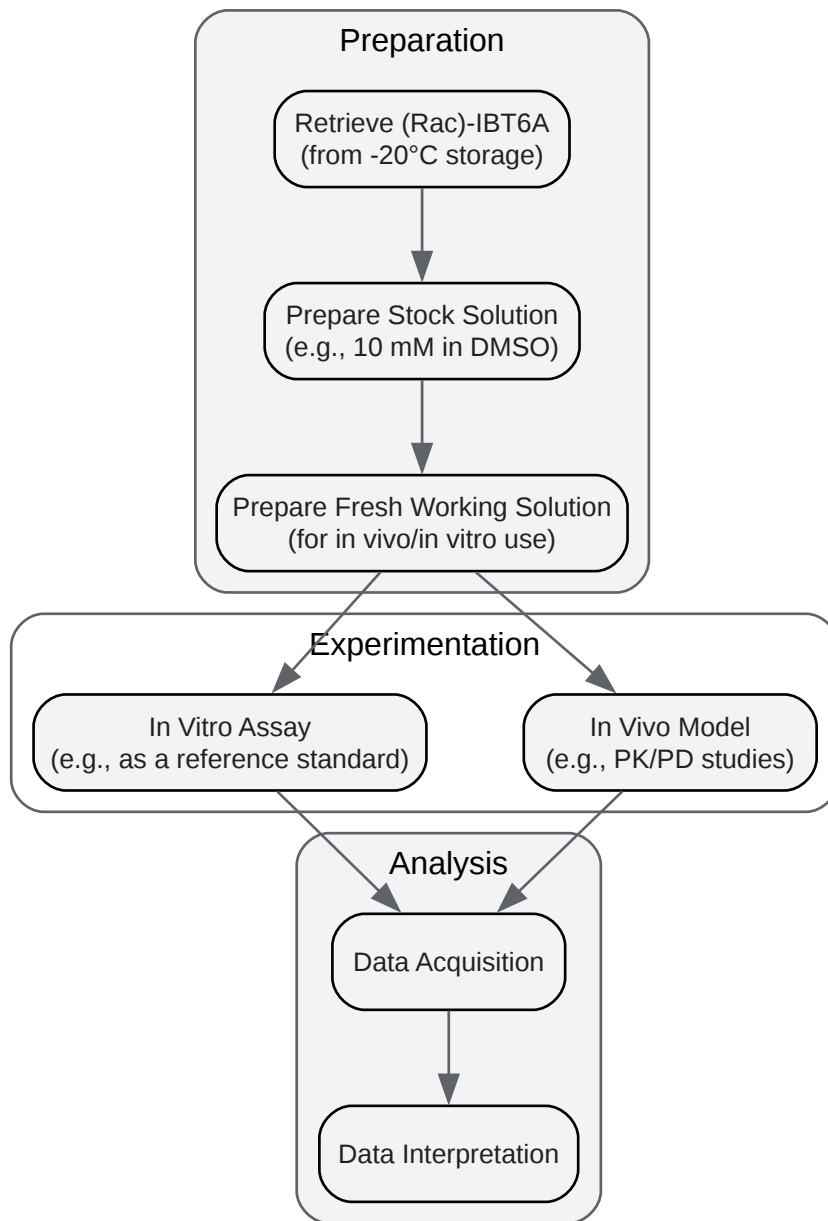 Preparation
Retrieve (Rac)-IBT6A
(from -20°C storage)
Prepare Stock Solution
(e.g., 10 mM in DMSO)
Prepare Fresh Working Solution
(for in vivo/in vitro use)
Experimentation
In Vitro Assay
(e.g., as a reference standard)
In Vivo Model
(e.g., PK/PD studies)
Analysis
Data Acquisition
Data Interpretation